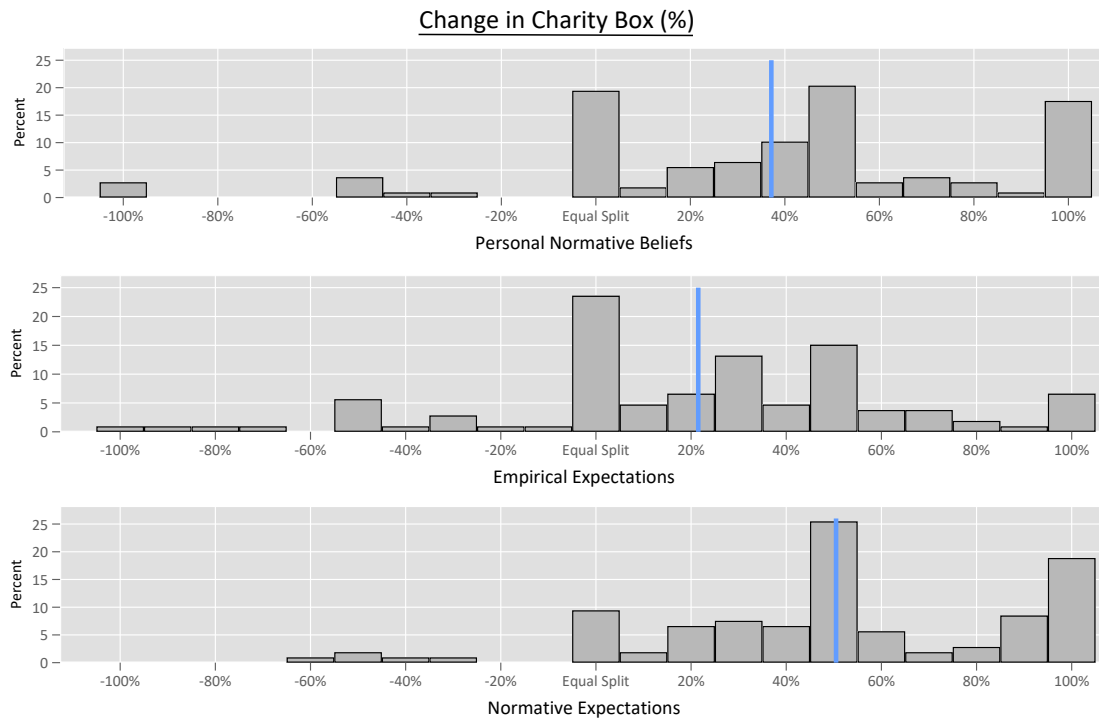 Change in Charity Box (%)
25
20
15
10
5
0
Percent
-100% -80% -60% -40% -20% Equal Split 20% 40% 60% 80% 100%
Personal Normative Beliefs
25
20
15
10
5
0
Percent
-100% -80% -60% -40% -20% Equal Split 20% 40% 60% 80% 100%
Empirical Expectations
25
20
15
10
5
0
Percent
-100% -80% -60% -40% -20% Equal Split 20% 40% 60% 80% 100%
Normative Expectations